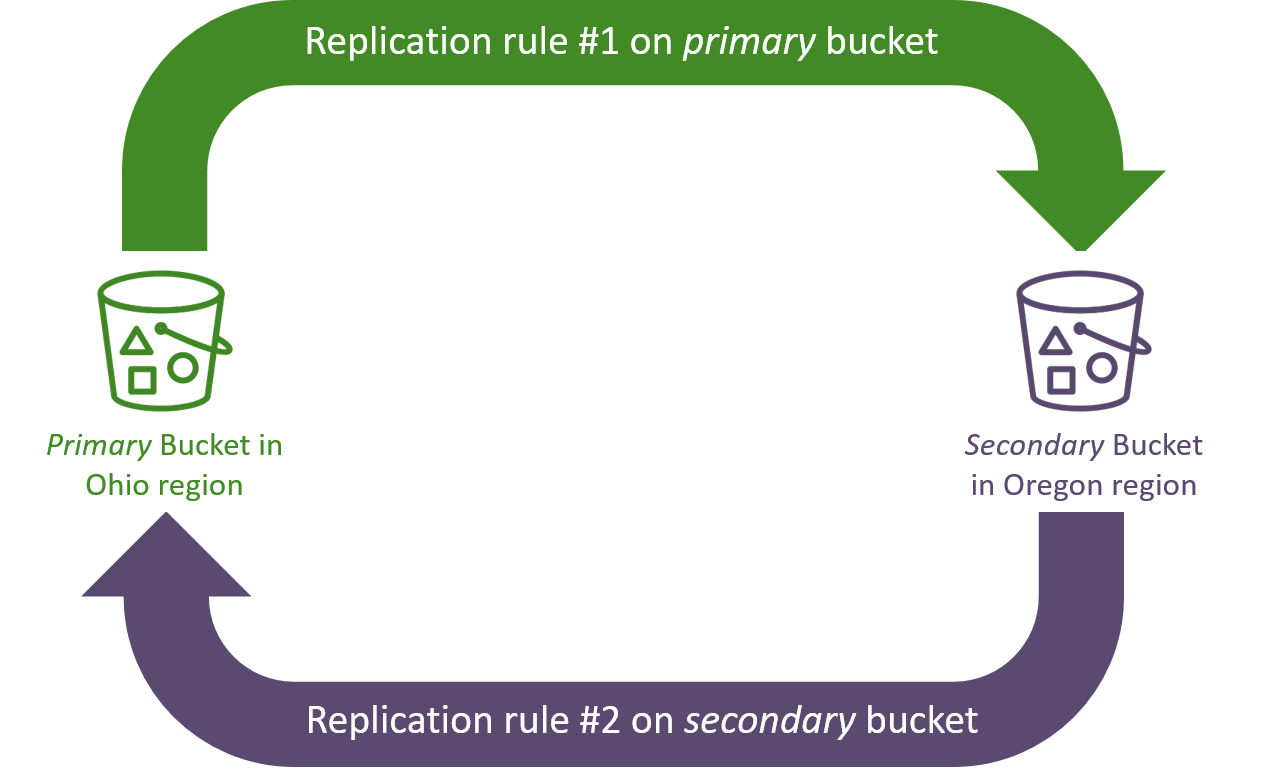 Replication rule #1 on primary bucket
Primary Bucket in
Ohio region
Secondary Bucket
in Oregon region
Replication rule #2 on secondary bucket